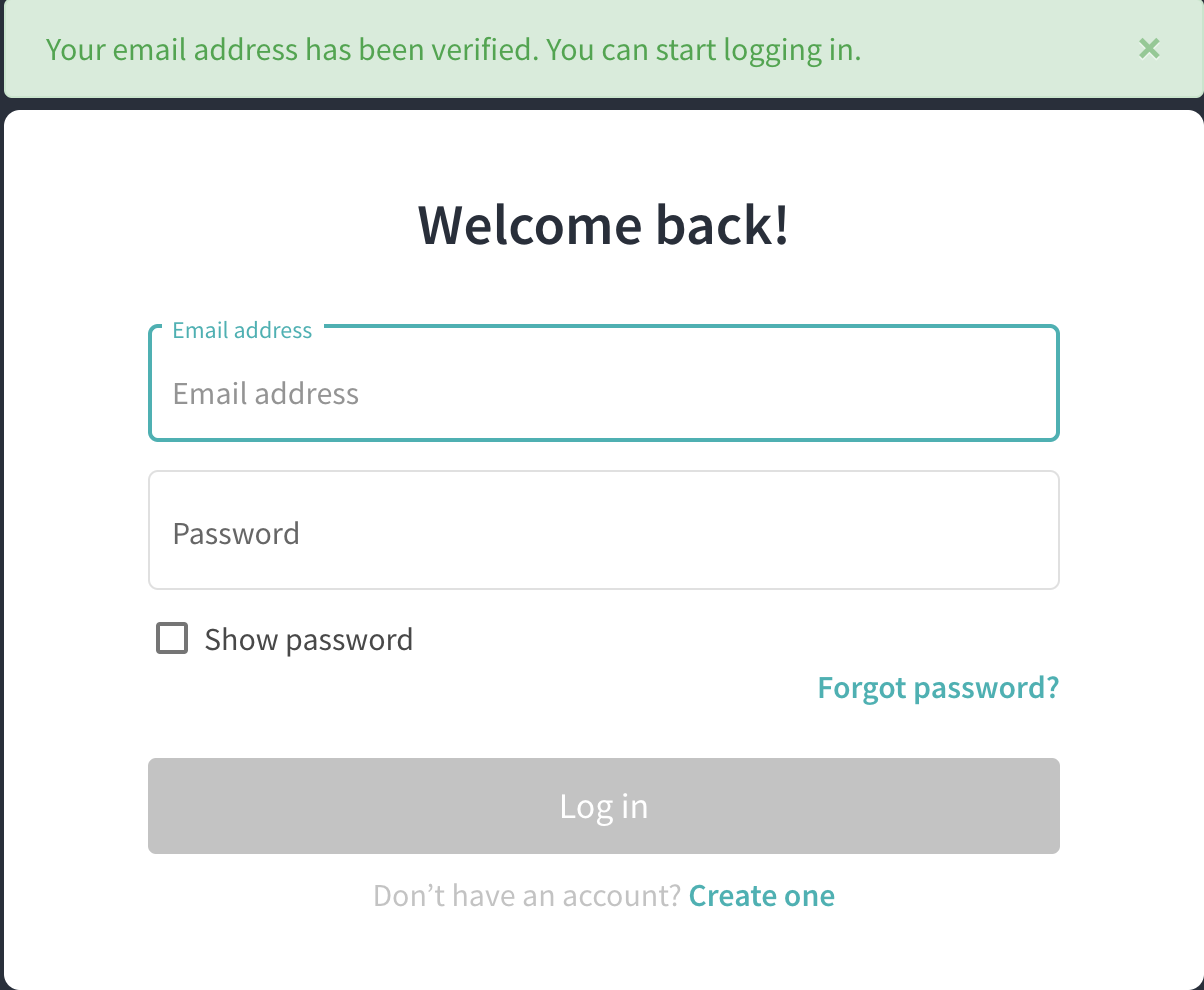 Your email address has been verified. You can start logging in. ×
Welcome back!
Email address
Email address
Password
Show password
Forgot password?
Log in
Don’t have an account? Create one